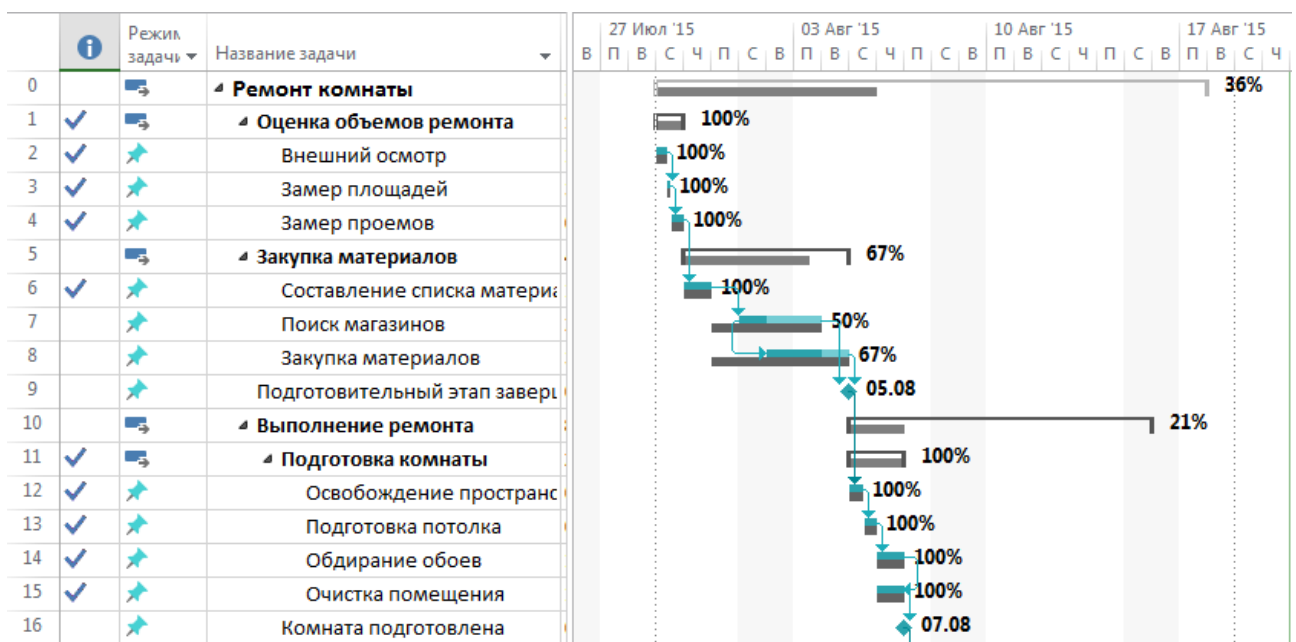 Режим задачи Название задачи 27 Июл '15 03 Авг '15 10 Авг '15 17 Авг '15
В П В С Ч П С В П В С Ч П С В П В С Ч П С В П В С Ч
0 Ремонт комнаты 36%
1 Оценка объемов ремонта 100%
2 Внешний осмотр 100%
3 Замер площадей 100%
4 Замер проемов 100%
5 Закупка материалов 67%
6 Составление списка материа 100%
7 Поиск магазинов 50%
8 Закупка материалов 67%
9 Подготовительный этап заверш 05.08
10 Выполнение ремонта 21%
11 Подготовка комнаты 100%
12 Освобождение пространс 100%
13 Подготовка потолка 100%
14 Обдирание обоев 100%
15 Очистка помещения 100%
16 Комната подготовлена 07.08